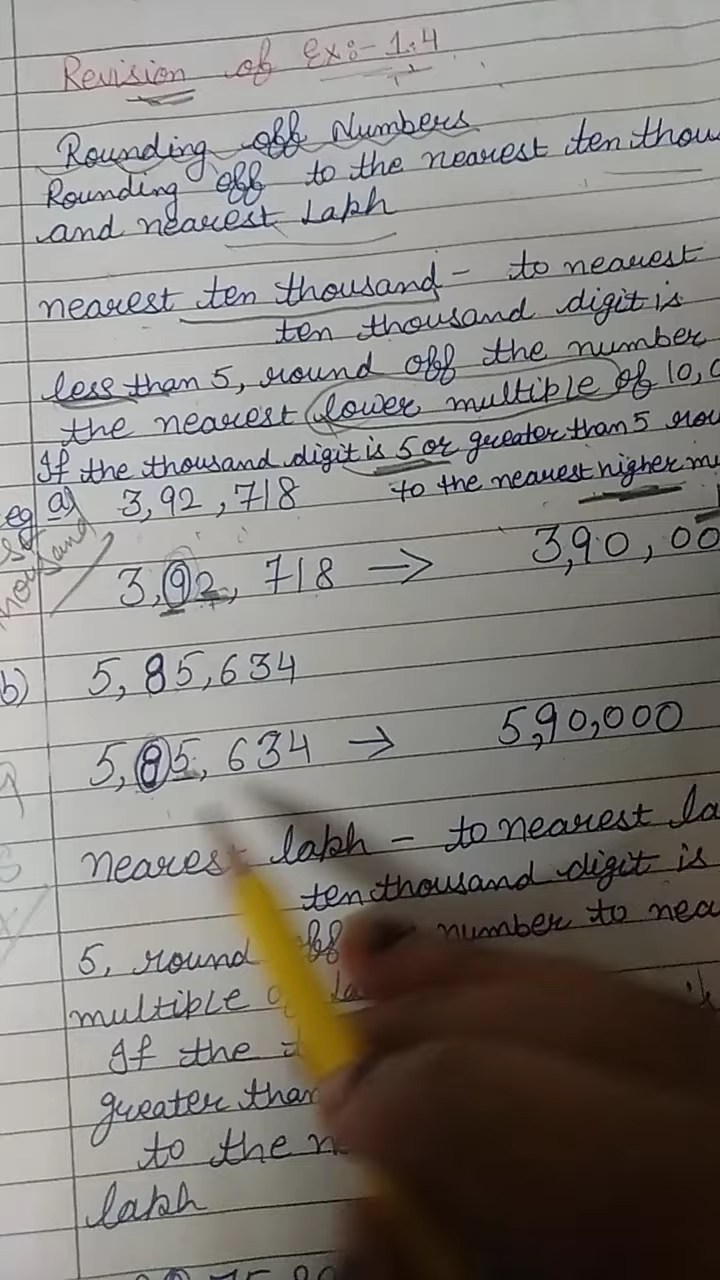 Revision of Ex:- 1.4
Rounding off Numbers
Rounding off to the nearest ten thou
and nearest Lakh
nearest ten thousand - to nearest
ten thousand digit is
less than 5, round off the number
the nearest lower multiple of 10,0
If the thousand digit is 5 or greater than 5 rou
eg a) 3,92,718 to the nearest higher mu
3,92,718 → 3,90,00
b) 5,85,634
5,85,634 → 5,90,000
nearest lakh - to nearest la
ten thousand digit is
5, round off number to nea
multiple
If the
greater than
to the
lakh